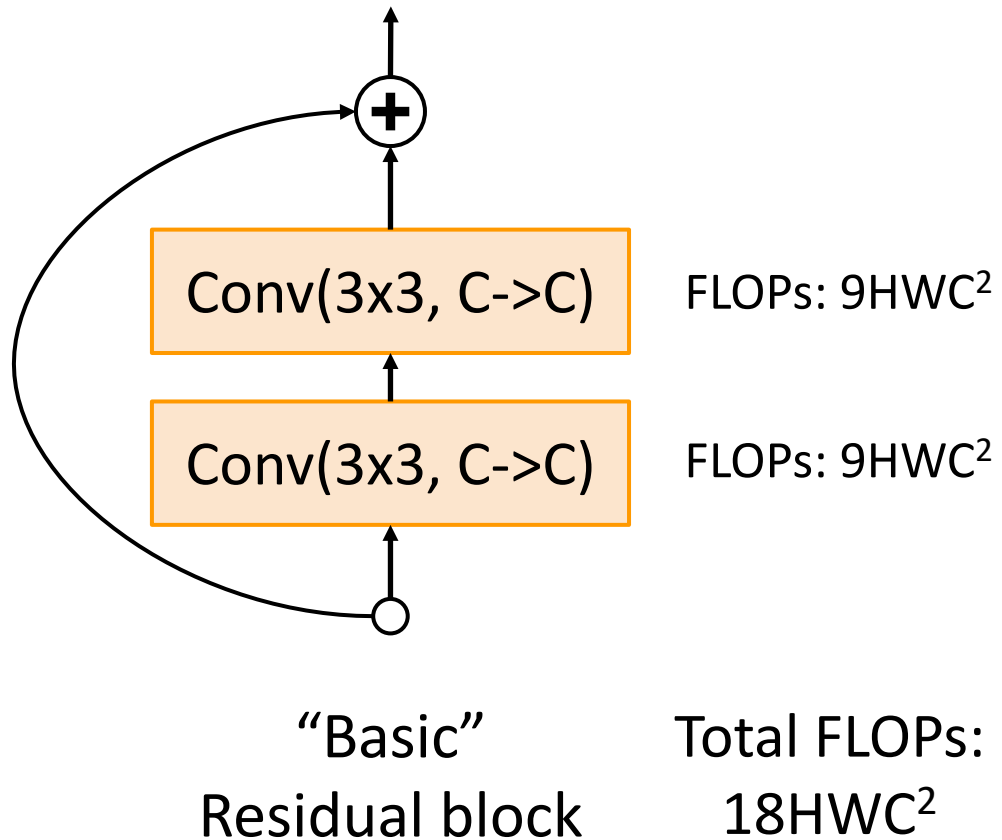 +
Conv(3x3, C->C) FLOPs: 9HWC²
Conv(3x3, C->C) FLOPs: 9HWC²
“Basic” Total FLOPs:
Residual block 18HWC²